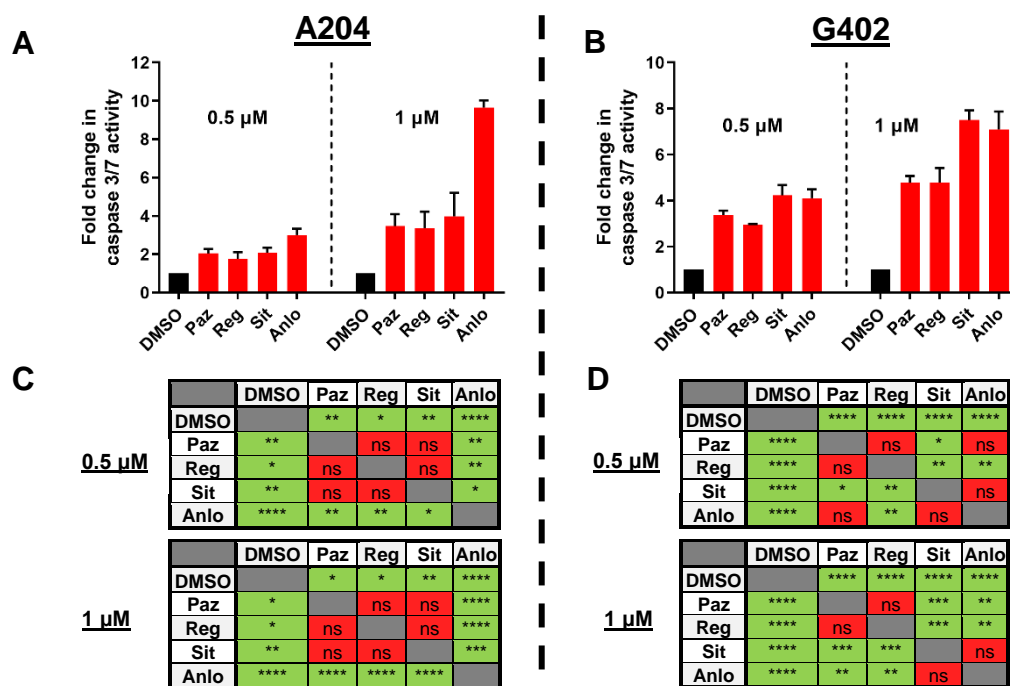 A
A204
Fold change in
caspase 3/7 activity
12
10
8
6
4
2
0
0.5 µM
1 µM
DMSO Paz Reg Sit Anlo DMSO Paz Reg Sit Anlo
B
G402
Fold change in
caspase 3/7 activity
10
8
6
4
2
0
0.5 µM
1 µM
DMSO Paz Reg Sit Anlo DMSO Paz Reg Sit Anlo
C
0.5 µM
DMSO Paz Reg Sit Anlo
DMSO ** * ** ****
Paz ** ns ns **
Reg * ns ns **
Sit ** ns ns *
Anlo **** ** ** *
1 µM
DMSO Paz Reg Sit Anlo
DMSO * * ** ****
Paz * ns ns ****
Reg * ns ns ****
Sit ** ns ns ***
Anlo **** **** **** ****
D
0.5 µM
DMSO Paz Reg Sit Anlo
DMSO **** **** **** ****
Paz **** ns * ns
Reg **** ns ** **
Sit **** * ** ns
Anlo **** ns ** ns
1 µM
DMSO Paz Reg Sit Anlo
DMSO **** **** **** ****
Paz **** ns *** **
Reg **** ns *** **
Sit **** *** *** ns
Anlo **** ** ** ns